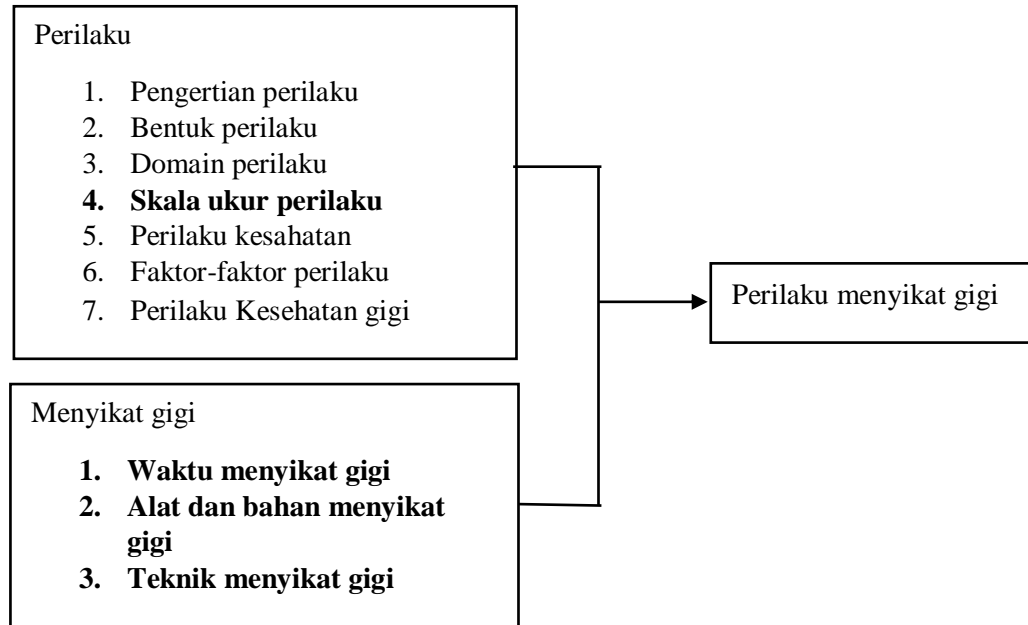 Perilaku
1. Pengertian perilaku
2. Bentuk perilaku
3. Domain perilaku
4. Skala ukur perilaku
5. Perilaku kesahatan
6. Faktor-faktor perilaku
7. Perilaku Kesehatan gigi
Perilaku menyikat gigi
Menyikat gigi
1. Waktu menyikat gigi
2. Alat dan bahan menyikat
gigi
3. Teknik menyikat gigi